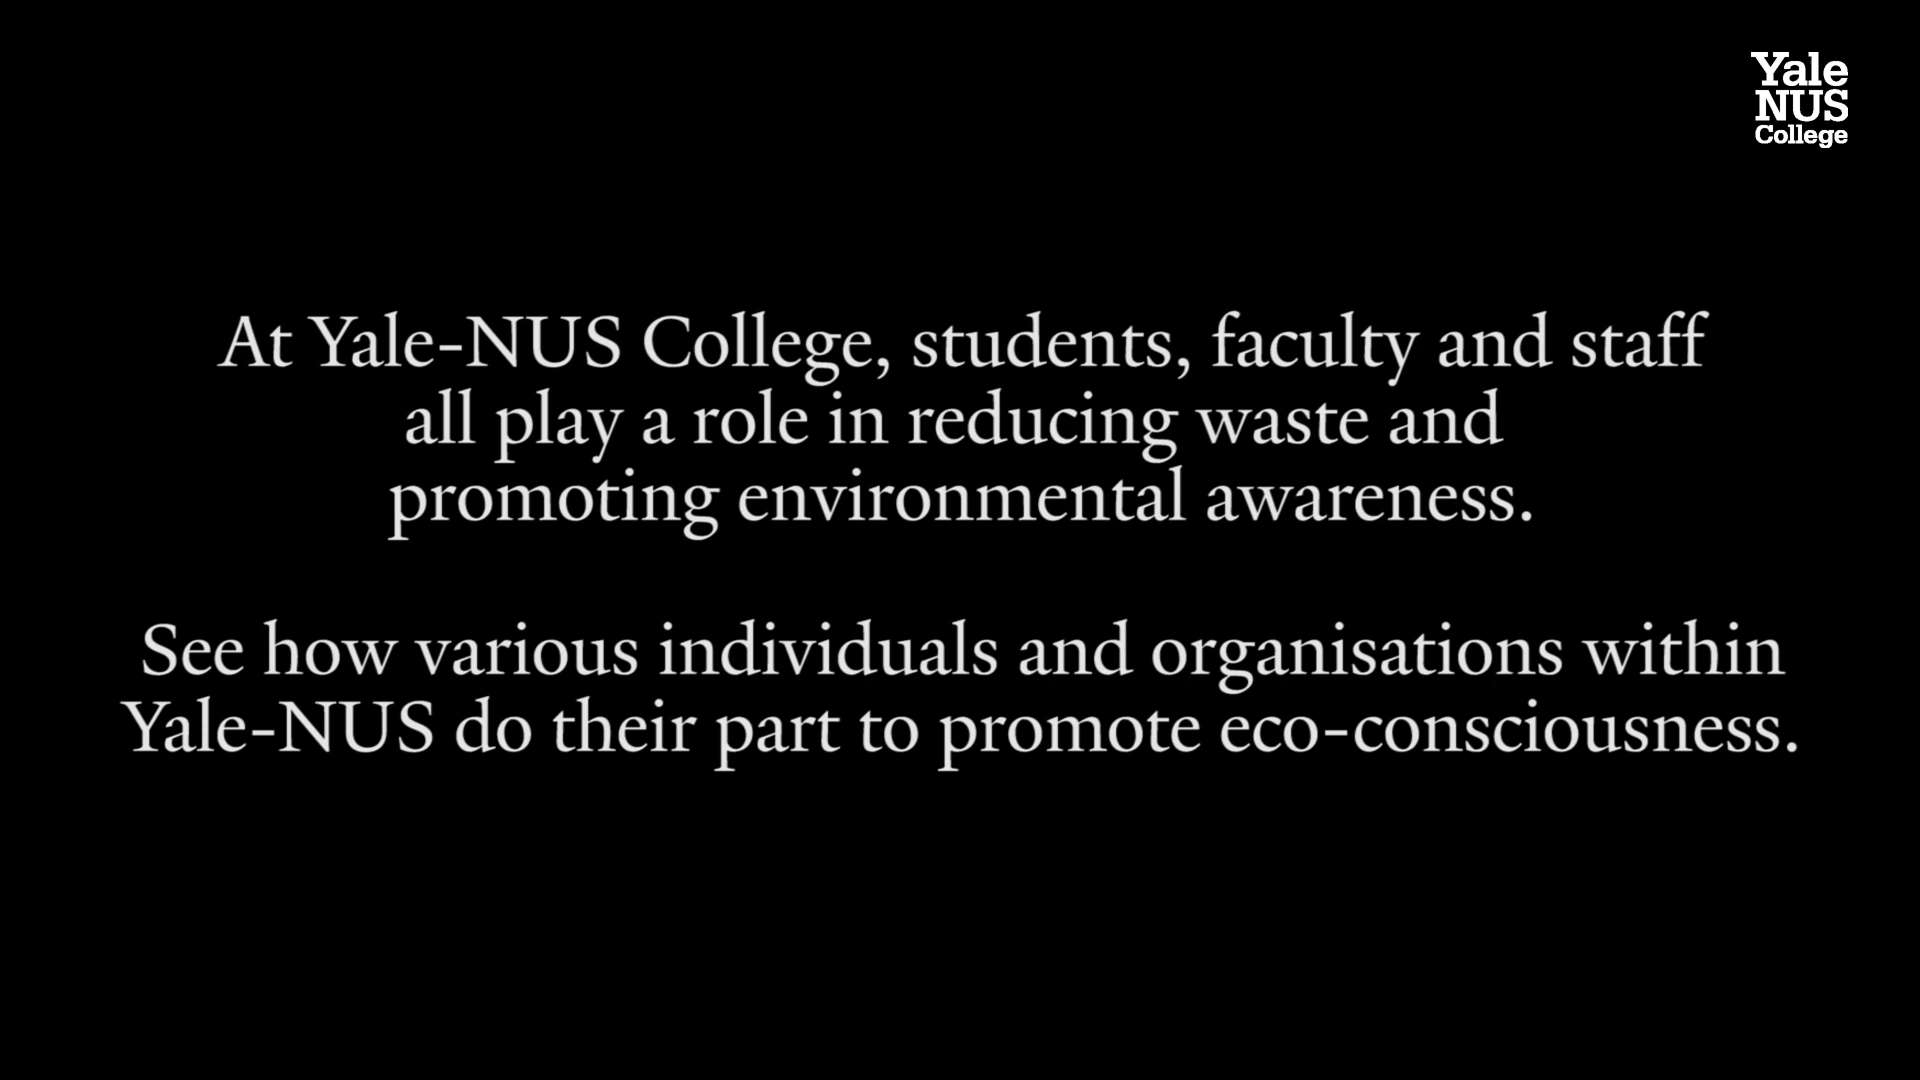 Yale
NUS
College
At Yale-NUS College, students, faculty and staff
all play a role in reducing waste and
promoting environmental awareness.
See how various individuals and organisations within
Yale-NUS do their part to promote eco-consciousness.